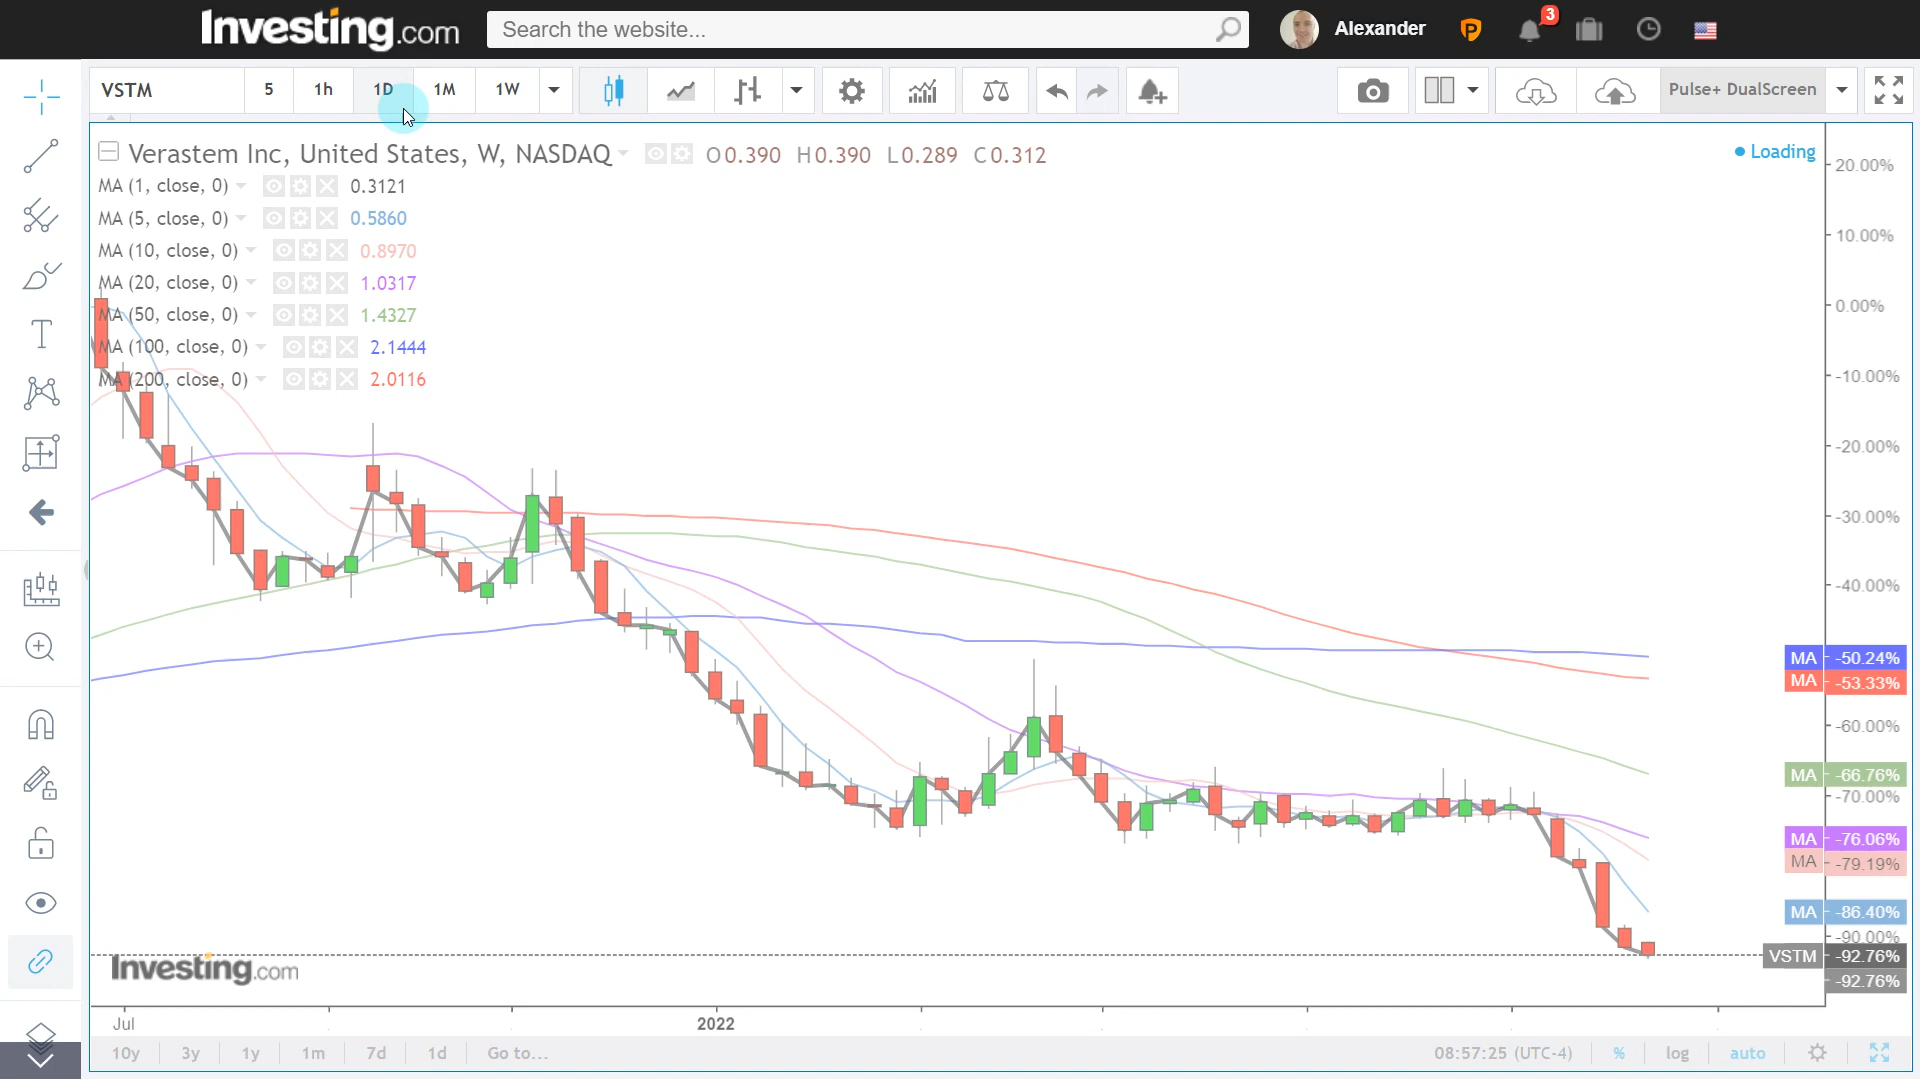 Investing.com
Search the website...
Alexander
3
VSTM 5 1h 1D 1M 1W
Pulse+ DualScreen
Verastem Inc, United States, W, NASDAQ O0.390 H0.390 L0.289 C0.312
Loading
MA (1, close, 0) 0.3121
MA (5, close, 0) 0.5860
MA (10, close, 0) 0.8970
MA (20, close, 0) 1.0317
MA (50, close, 0) 1.4327
MA (100, close, 0) 2.1444
MA (200, close, 0) 2.0116
20.00%
10.00%
0.00%
-10.00%
-20.00%
-30.00%
-40.00%
MA -50.24%
MA -53.33%
-60.00%
MA -66.76%
-70.00%
MA -76.06%
MA -79.19%
MA -86.40%
-90.00%
VSTM -92.76%
-92.76%
Investing.com
Jul 2022
10y 3y 1y 1m 7d 1d Go to... 08:57:25 (UTC-4) % log auto